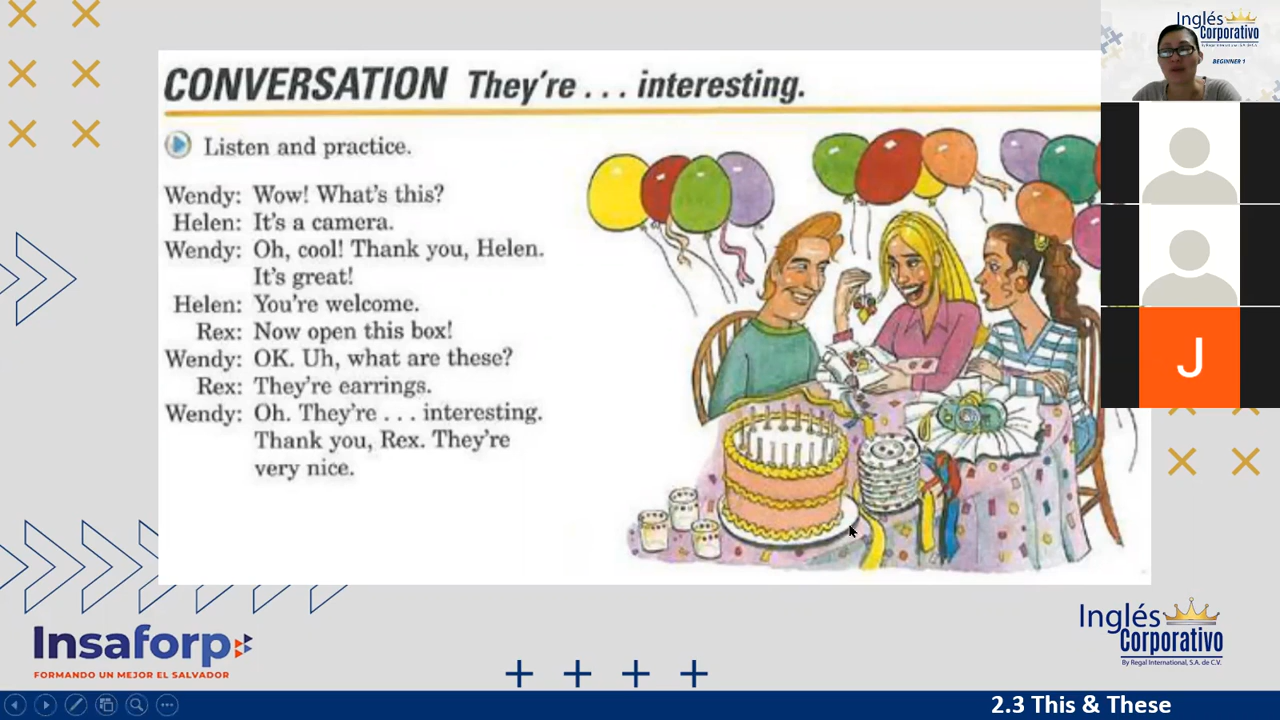 CONVERSATION They're . . . interesting.
Listen and practice.
Wendy: Wow! What's this?
Helen: It's a camera.
Wendy: Oh, cool! Thank you, Helen.
It's great!
Helen: You're welcome.
Rex: Now open this box!
Wendy: OK. Uh, what are these?
Rex: They're earrings.
Wendy: Oh. They're . . . interesting.
Thank you, Rex. They're
very nice.
Inglés
Corporativo
BEGINNER 1
J
Insaforp
FORMANDO UN MEJOR EL SALVADOR
Inglés
Corporativo
By Regal International, S.A. de C.V.
2.3 This & These